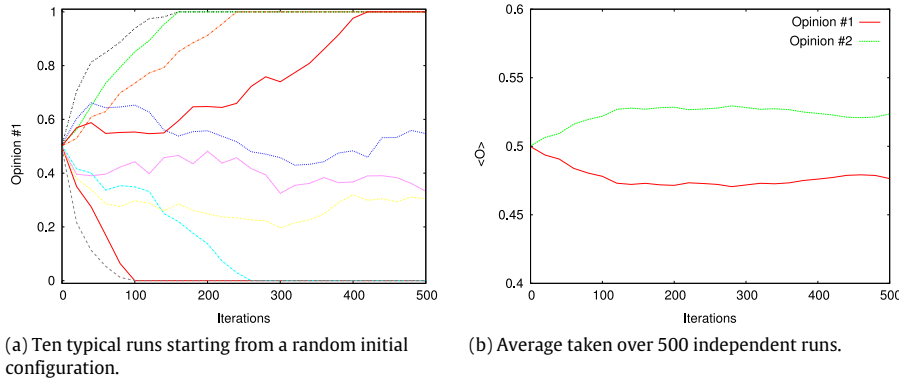 1
0.8
0.6
0.4
0.2
0
Opinion #1
0 100 200 300 400 500
Iterations
(a) Ten typical runs starting from a random initial
configuration.
0.6
0.55
0.5
0.45
0.4
<O>
Opinion #1
Opinion #2
0 100 200 300 400 500
Iterations
(b) Average taken over 500 independent runs.